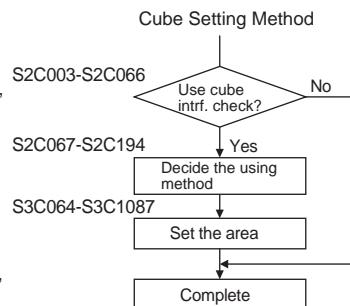 Cube Setting Method
S2C003-S2C066
Use cube
intrf. check?
No
,
S2C067-S2C194
Yes
Decide the using
method
S3C064-S3C1087
Set the area
,
Complete